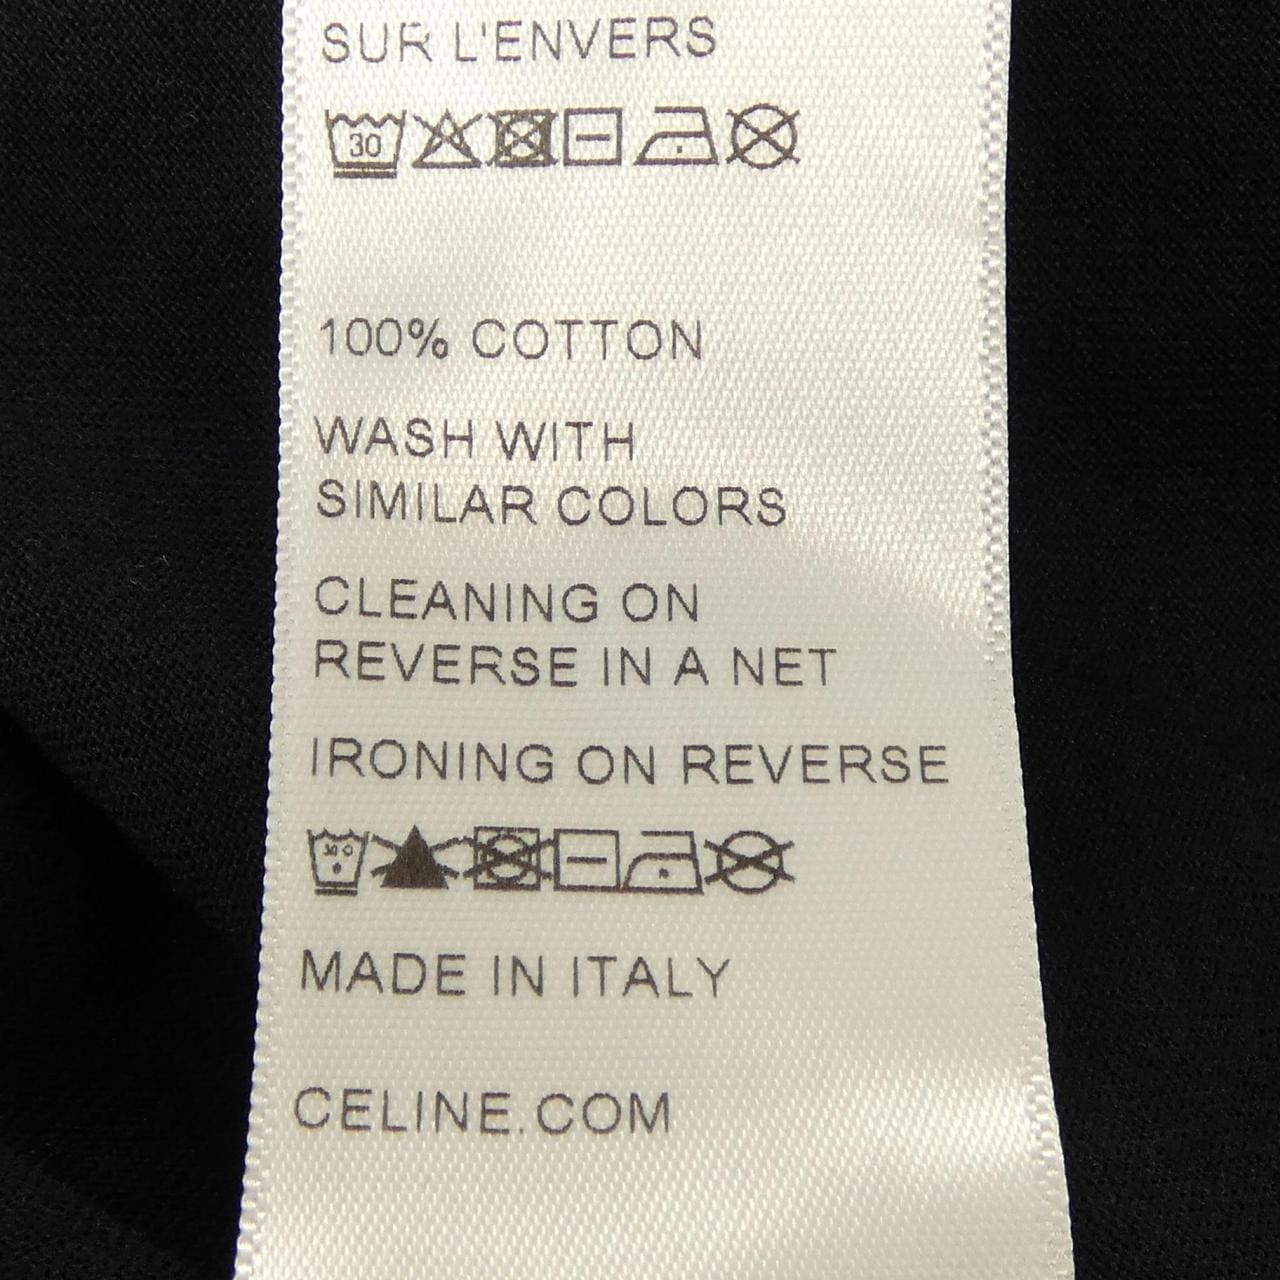 SUR L'ENVERS
30
100% COTTON
WASH WITH
SIMILAR COLORS
CLEANING ON
REVERSE IN A NET
IRONING ON REVERSE
MADE IN ITALY
CELINE.COM